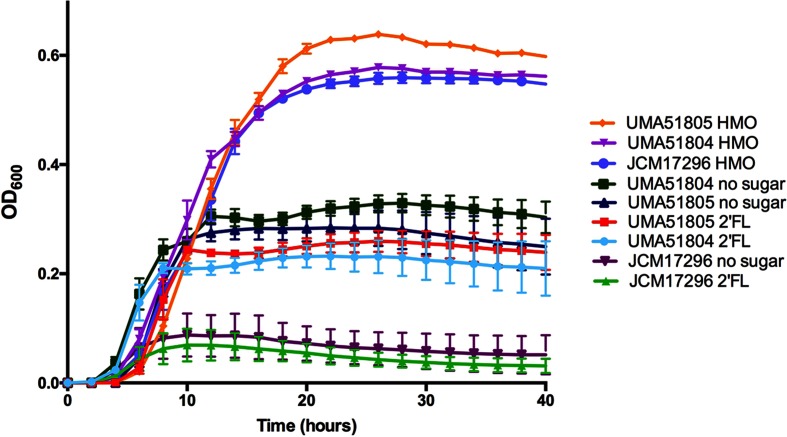 0.6
0.4
0.2
0.0
OD600
0
10
20
30
40
Time (hours)
UMA51805 HMO
UMA51804 HMO
JCM17296 HMO
UMA51804 no sugar
UMA51805 no sugar
UMA51805 2'FL
UMA51804 2'FL
JCM17296 no sugar
JCM17296 2'FL